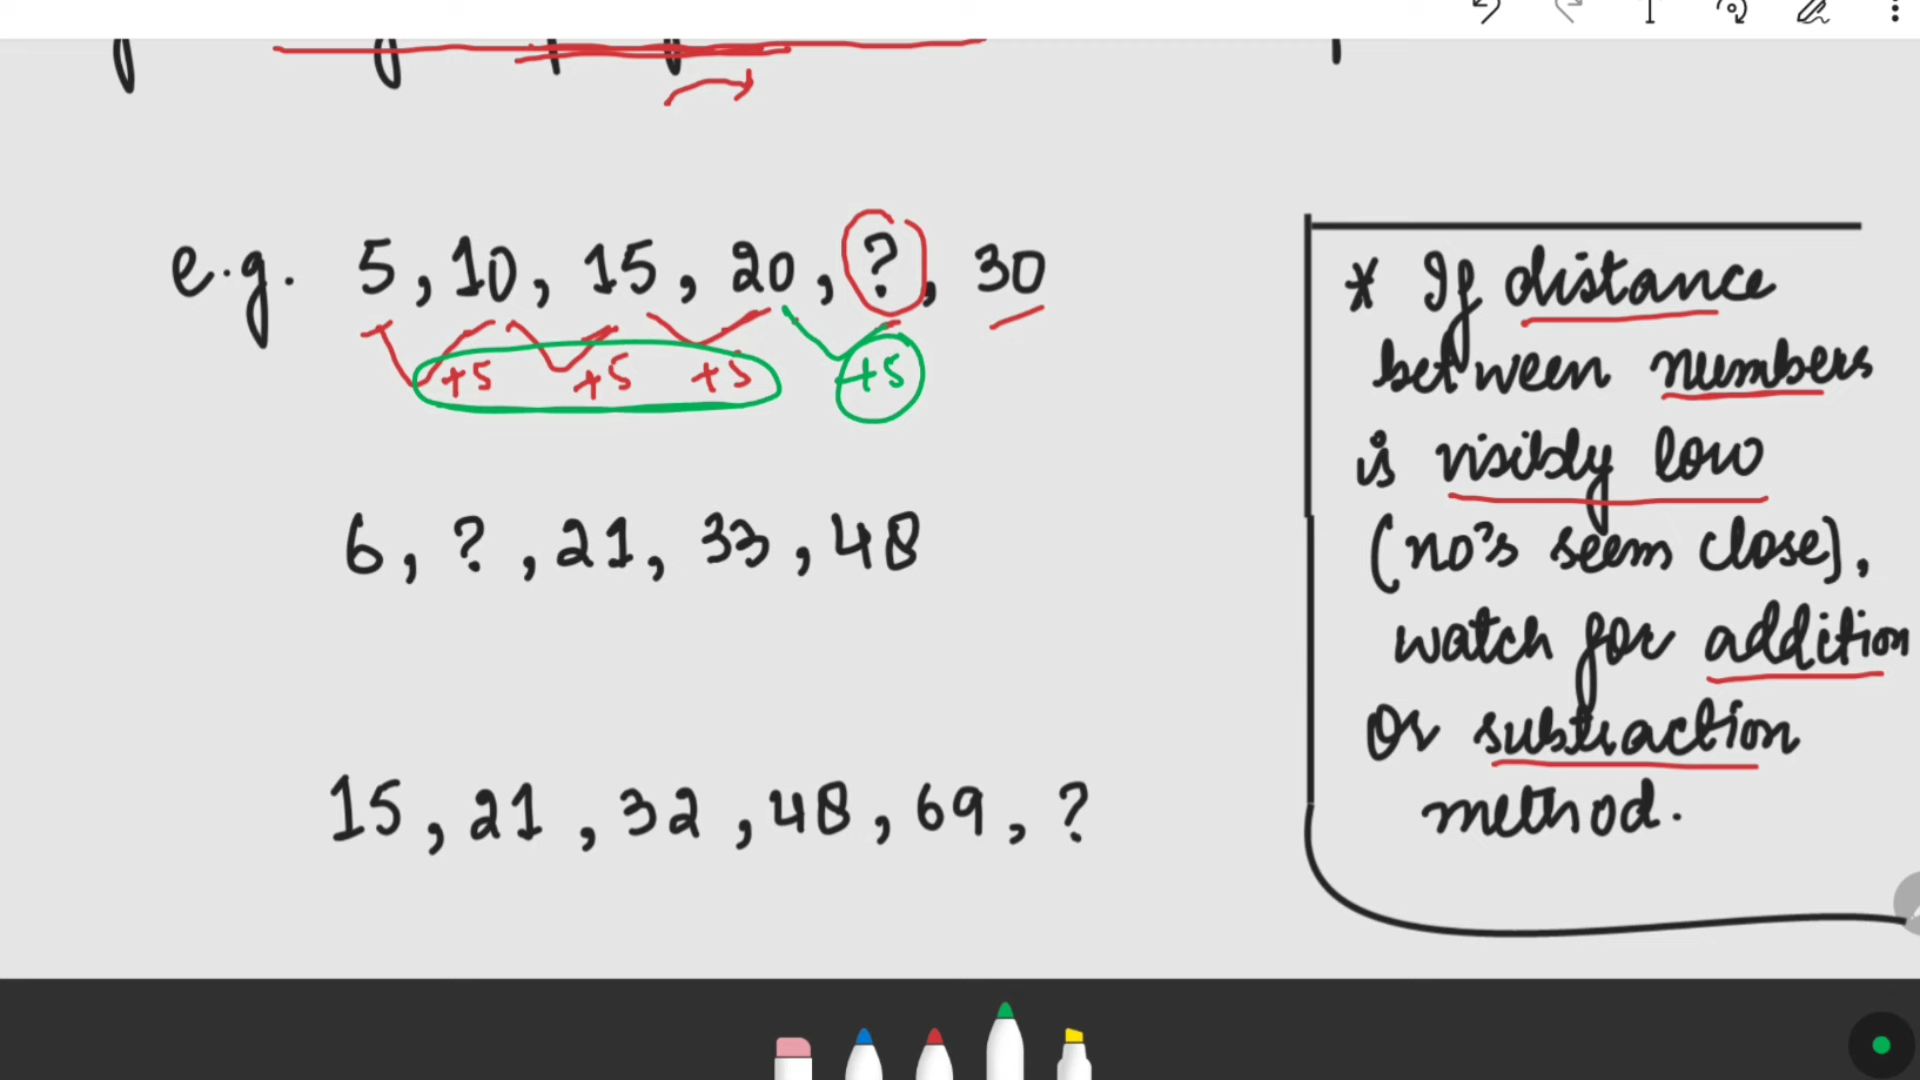 e.g. 5, 10, 15, 20, ?, 30
+5 +5 +5 +5
6, ?, 21, 33, 48
15, 21, 32, 48, 69, ?
* If distance
between numbers
is visibly low
(no's seem close),
watch for addition
or subtraction
method.